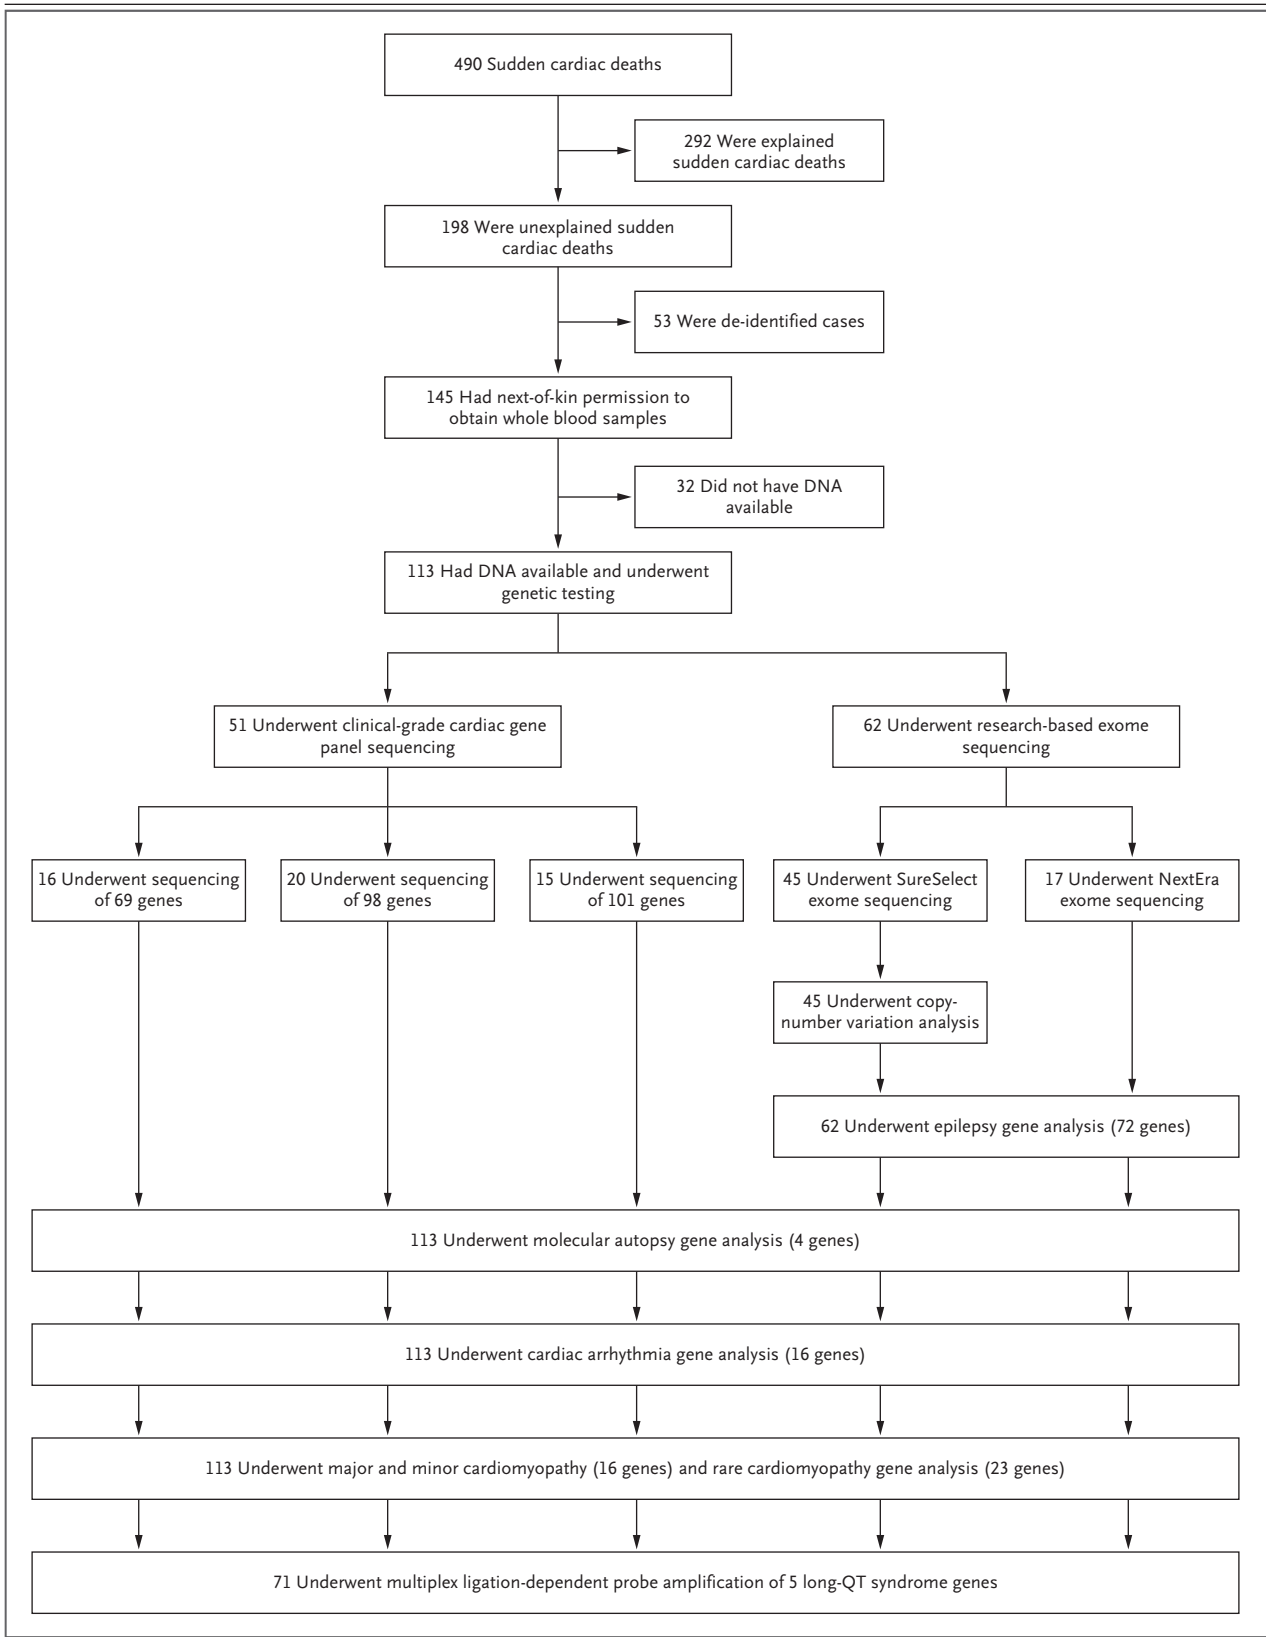 490 Sudden cardiac deaths
292 Were explained
sudden cardiac deaths
198 Were unexplained sudden
cardiac deaths
53 Were de-identified cases
145 Had next-of-kin permission to
obtain whole blood samples
32 Did not have DNA
available
113 Had DNA available and underwent
genetic testing
51 Underwent clinical-grade cardiac gene
panel sequencing
62 Underwent research-based exome
sequencing
16 Underwent sequencing
of 69 genes
20 Underwent sequencing
of 98 genes
15 Underwent sequencing
of 101 genes
45 Underwent SureSelect
exome sequencing
17 Underwent NextEra
exome sequencing
45 Underwent copy-
number variation analysis
62 Underwent epilepsy gene analysis (72 genes)
113 Underwent molecular autopsy gene analysis (4 genes)
113 Underwent cardiac arrhythmia gene analysis (16 genes)
113 Underwent major and minor cardiomyopathy (16 genes) and rare cardiomyopathy gene analysis (23 genes)
71 Underwent multiplex ligation-dependent probe amplification of 5 long-QT syndrome genes